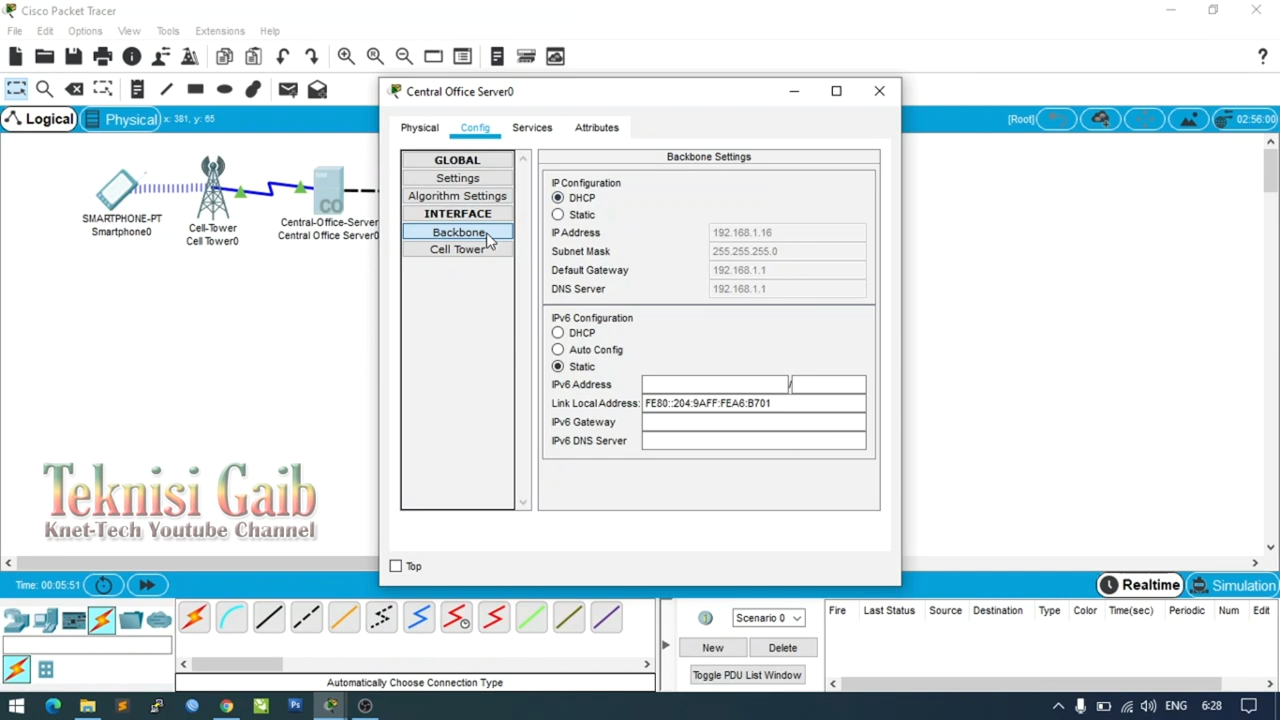 Cisco Packet Tracer
File Edit Options View Tools Extensions Help
Logical Physical x: 381, y: 65
[Root] 02:56:00
SMARTPHONE-PT
Smartphone0
Cell-Tower
Cell Tower0
CO
Central-Office-Server
Central Office Server0
Central Office Server0
Physical Config Services Attributes
GLOBAL
Settings
Algorithm Settings
INTERFACE
Backbone
Cell Tower
Backbone Settings
IP Configuration
DHCP
Static
IP Address 192.168.1.16
Subnet Mask 255.255.255.0
Default Gateway 192.168.1.1
DNS Server 192.168.1.1
IPv6 Configuration
DHCP
Auto Config
Static
IPv6 Address /
Link Local Address: FE80::204:9AFF:FEA6:B701
IPv6 Gateway
IPv6 DNS Server
Top
Teknisi Gaib
Knet-Tech Youtube Channel
Time: 00:05:51
Realtime Simulation
Automatically Choose Connection Type
Scenario 0
New Delete
Toggle PDU List Window
Fire Last Status Source Destination Type Color Time(sec) Periodic Num Edit
ENG 6:28